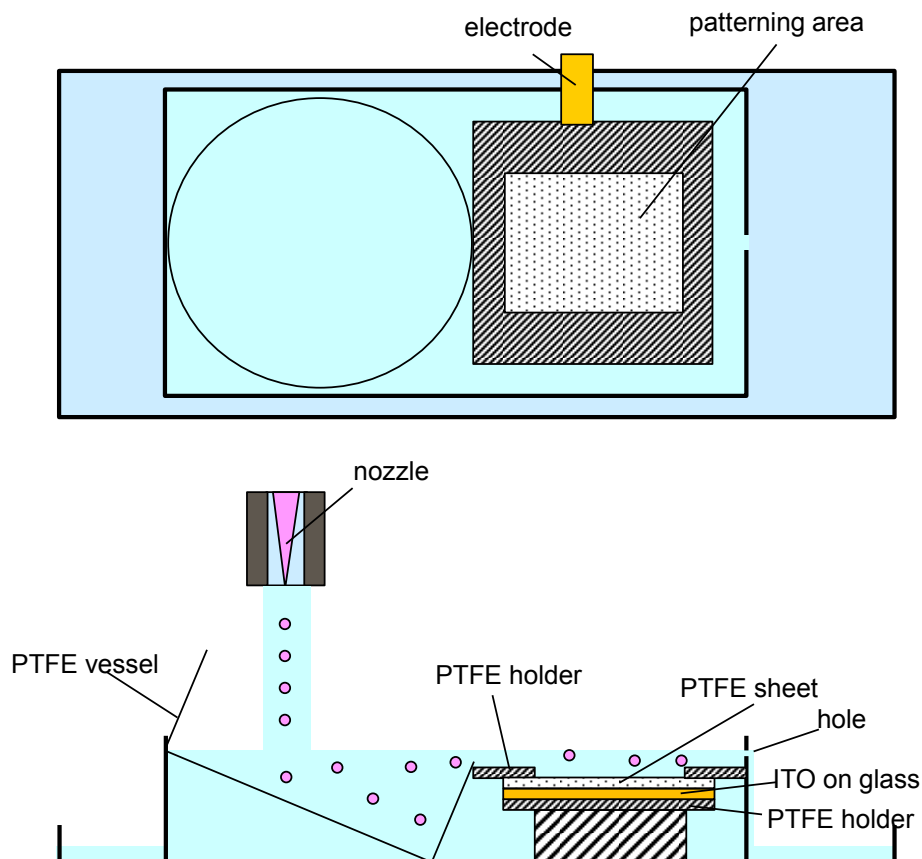 electrode
patterning area
nozzle
PTFE vessel
PTFE holder
PTFE sheet
hole
ITO on glass
PTFE holder